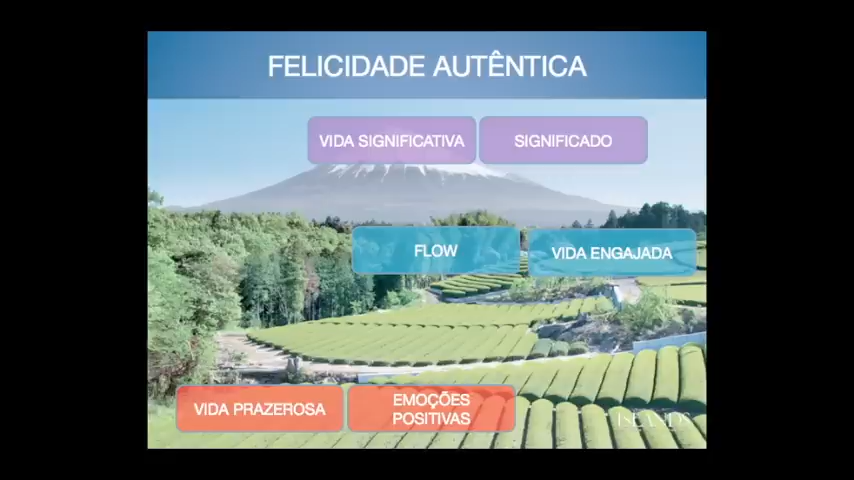 FELICIDADE AUTÊNTICA
VIDA SIGNIFICATIVA
SIGNIFICADO
FLOW
VIDA ENGAJADA
VIDA PRAZEROSA
EMOÇÕES
POSITIVAS